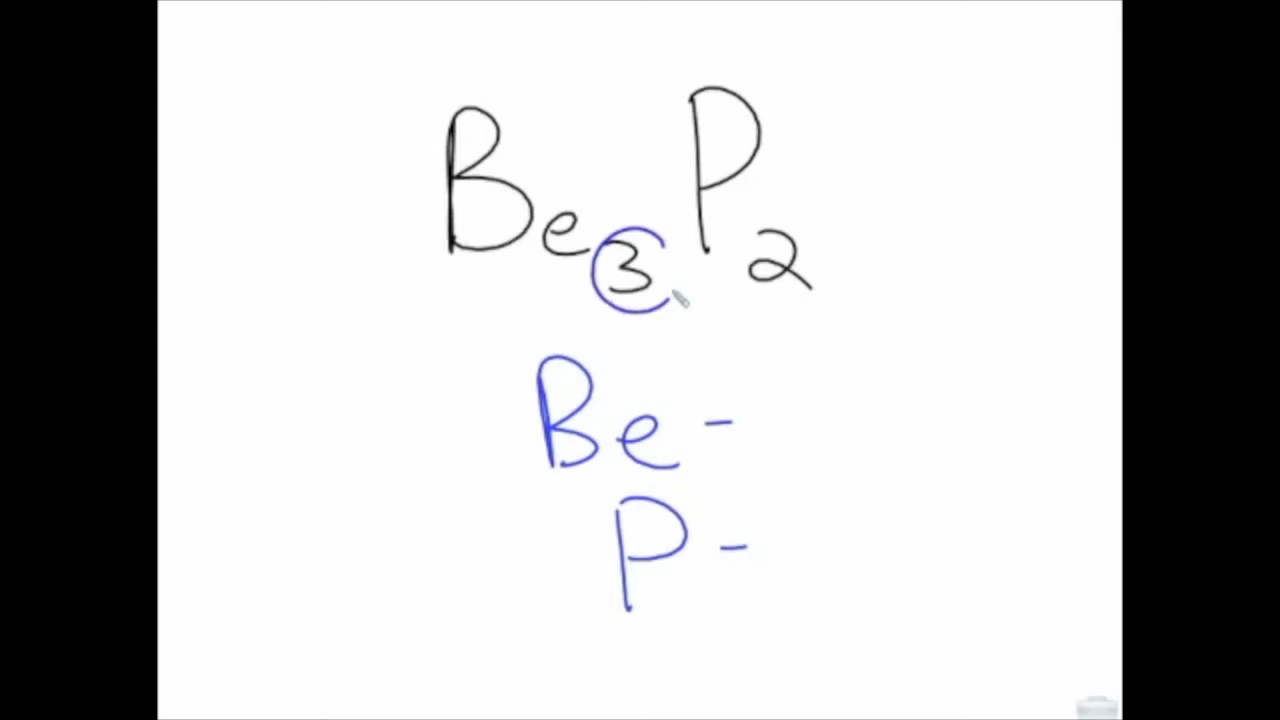 Be₃P₂
Be -
P -